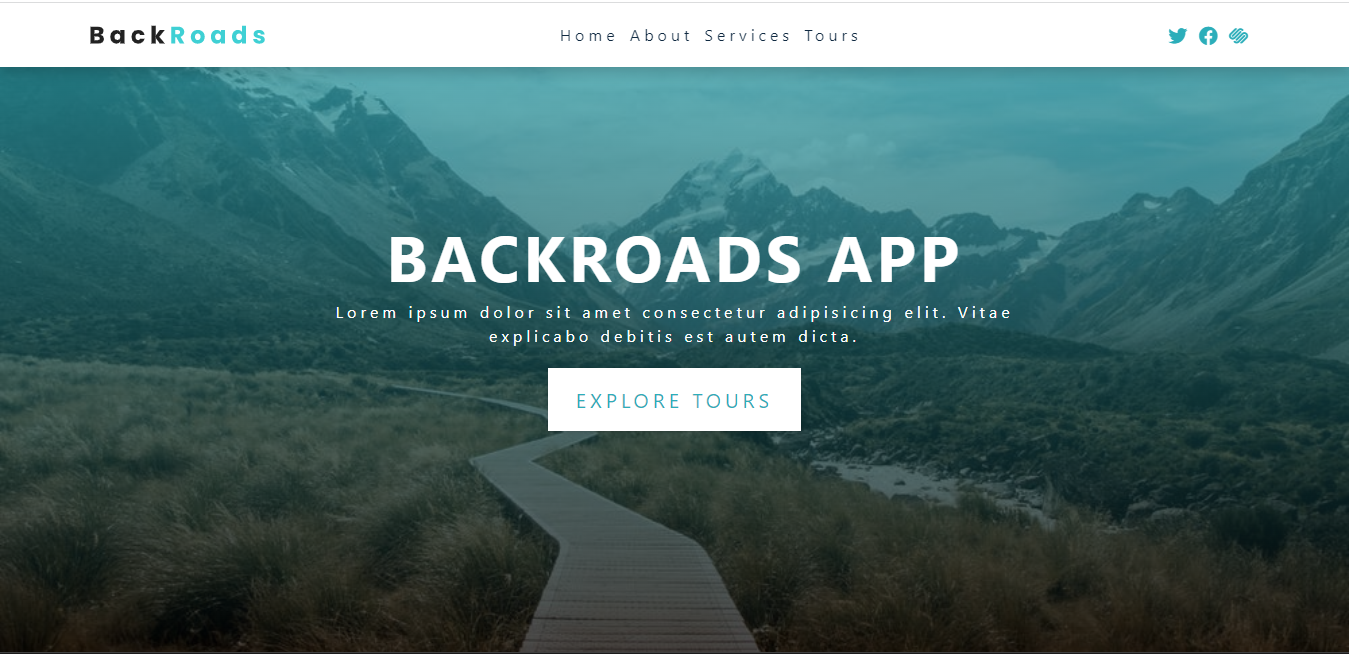 BackRoads
Home About Services Tours
BACKROADS APP
Lorem ipsum dolor sit amet consectetur adipisicing elit. Vitae
explicabo debitis est autem dicta.
EXPLORE TOURS